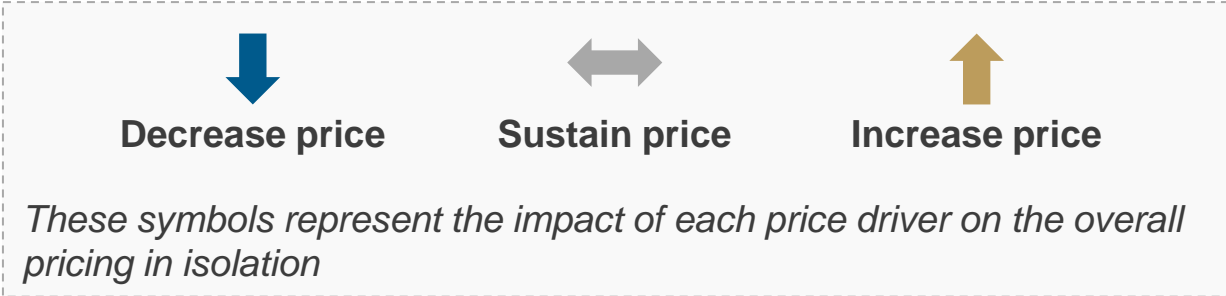 Decrease price
Sustain price
Increase price
These symbols represent the impact of each price driver on the overall
pricing in isolation